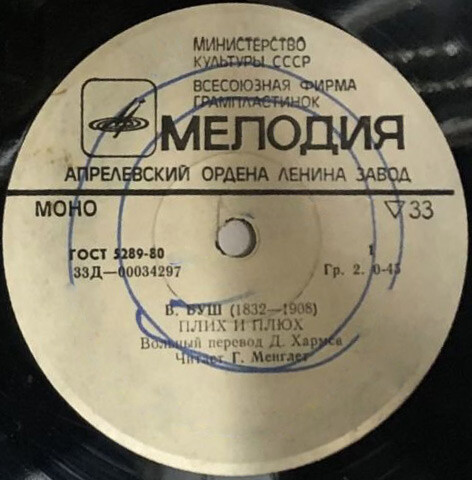 МИНИСТЕРСТВО
КУЛЬТУРЫ СССР
ВСЕСОЮЗНАЯ ФИРМА
ГРАМПЛАСТИНОК
МЕЛОДИЯ
АПРЕЛЕВСКИЙ ОРДЕНА ЛЕНИНА ЗАВОД
МОНО ▽33
ГОСТ 5289-80 1
33Д—00034297 Гр. 2. 0-45
В. БУШ (1832—1908)
ПЛИХ И ПЛЮХ
Вольный перевод Д. Хармса
Читает Г. Менглет